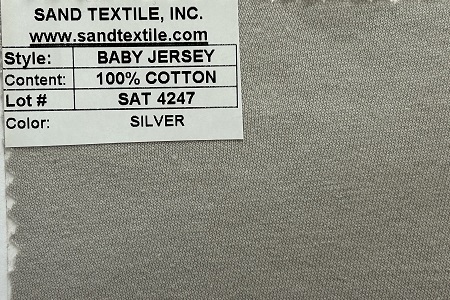 SAND TEXTILE, INC.
www.sandtextile.com
Style: BABY JERSEY
Content: 100% COTTON
Lot # SAT 4247
Color: SILVER